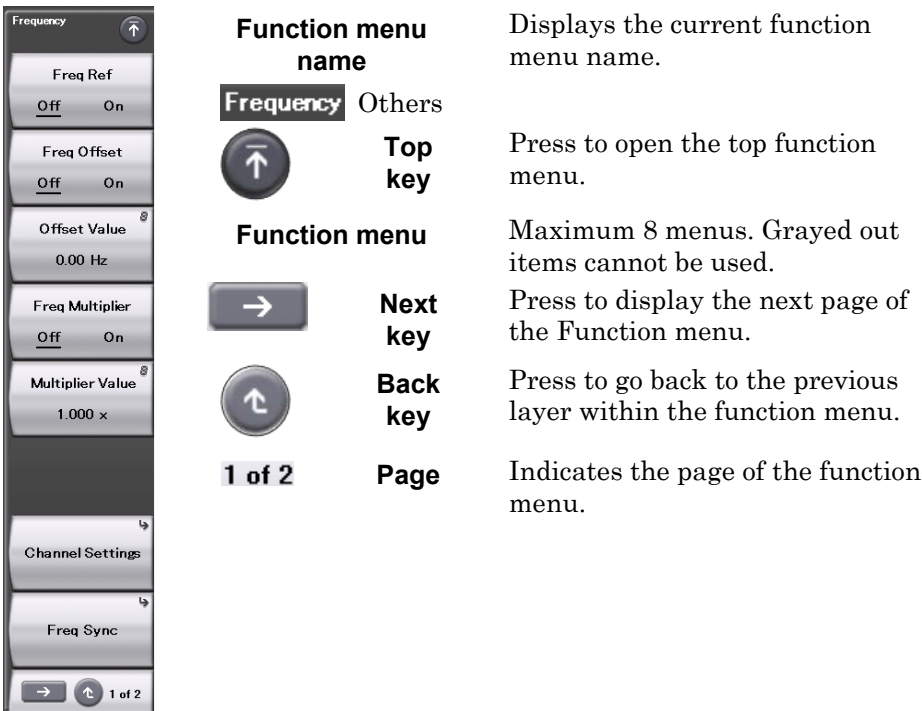 Frequency
Freq Ref
Off On
Freq Offset
Off On
Offset Value
0.00 Hz
Freq Multiplier
Off On
Multiplier Value
1.000 ×
Channel Settings
Freq Sync
1 of 2
Function menu
name
Displays the current function
menu name.
Frequency Others
Top
key
Press to open the top function
menu.
Function menu
Maximum 8 menus. Grayed out
items cannot be used.
Next
key
Press to display the next page of
the Function menu.
Back
key
Press to go back to the previous
layer within the function menu.
1 of 2 Page
Indicates the page of the function
menu.